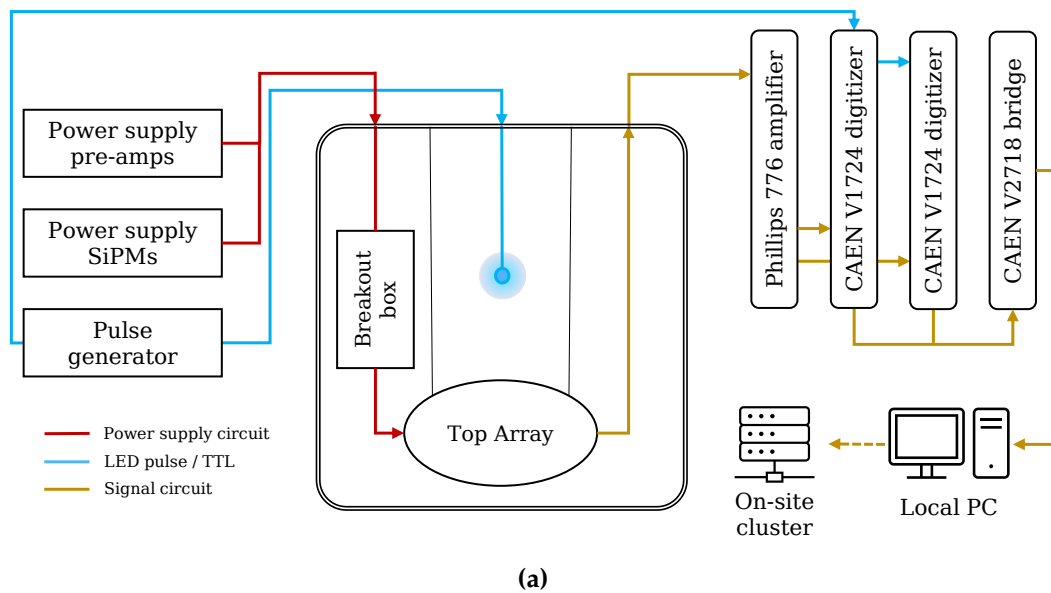 Power supply
pre-amps
Power supply
SiPMs
Pulse
generator
Power supply circuit
LED pulse / TTL
Signal circuit
Breakout
box
Top Array
Phillips 776 amplifier
CAEN V1724 digitizer
CAEN V1724 digitizer
CAEN V2718 bridge
On-site
cluster
Local PC
(a)